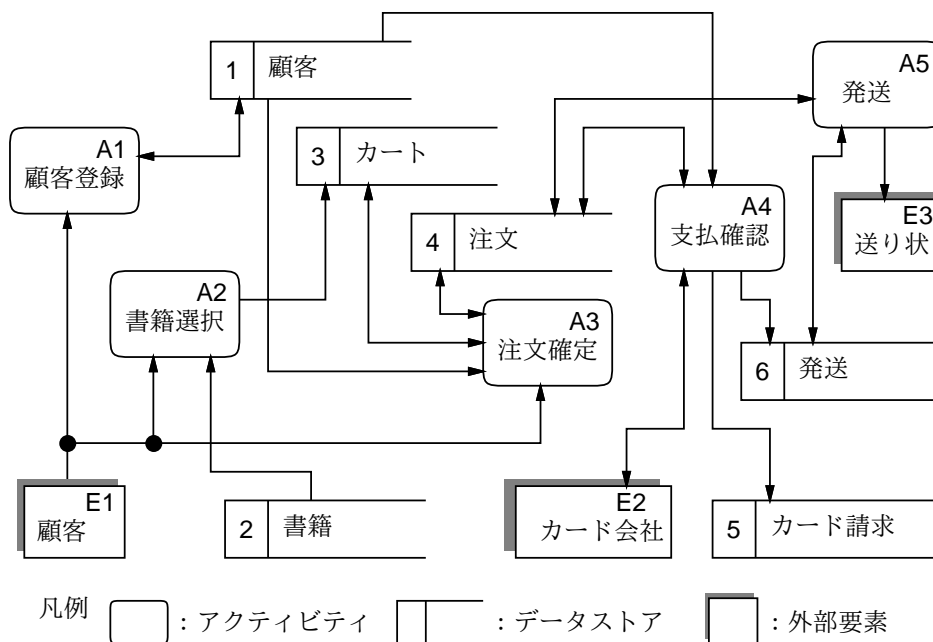 1 顧客
A5
発送
A1
顧客登録
3 カート
A4
支払確認
E3
送り状
4 注文
A2
書籍選択
A3
注文確定
6 発送
E1
顧客
2 書籍
E2
カード会社
5 カード請求
凡例 :アクティビティ :データストア :外部要素